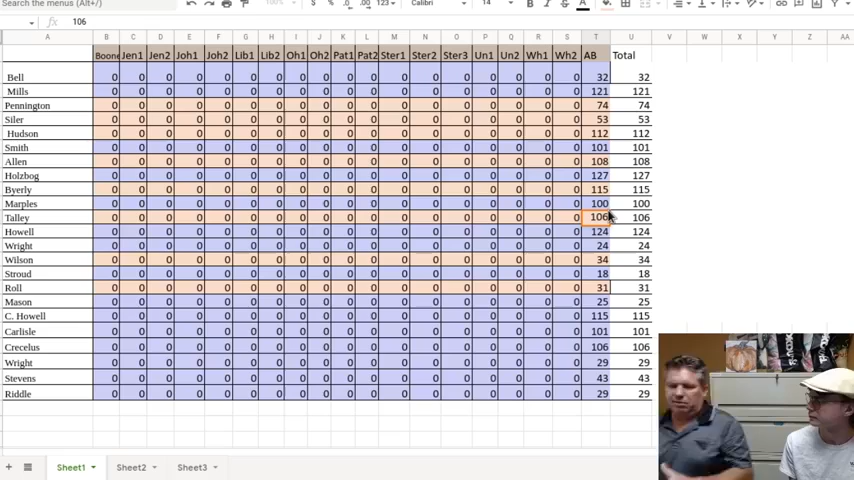 Search the menus (Alt+/)
100% $ % .0 .00 123 Calibri 14 B
fx 106
A B C D E F G H I J K L M N O P Q R S T U V W X Y Z AA
Boone Jen1 Jen2 Joh1 Joh2 Lib1 Lib2 Oh1 Oh2 Pat1 Pat2 Ster1 Ster2 Ster3 Un1 Un2 Wh1 Wh2 AB Total
Bell 0 0 0 0 0 0 0 0 0 0 0 0 0 0 0 0 0 0 32 32
Mills 0 0 0 0 0 0 0 0 0 0 0 0 0 0 0 0 0 0 121 121
Pennington 0 0 0 0 0 0 0 0 0 0 0 0 0 0 0 0 0 0 74 74
Siler 0 0 0 0 0 0 0 0 0 0 0 0 0 0 0 0 0 0 53 53
Hudson 0 0 0 0 0 0 0 0 0 0 0 0 0 0 0 0 0 0 112 112
Smith 0 0 0 0 0 0 0 0 0 0 0 0 0 0 0 0 0 0 101 101
Allen 0 0 0 0 0 0 0 0 0 0 0 0 0 0 0 0 0 0 108 108
Holzbog 0 0 0 0 0 0 0 0 0 0 0 0 0 0 0 0 0 0 127 127
Byerly 0 0 0 0 0 0 0 0 0 0 0 0 0 0 0 0 0 0 115 115
Marples 0 0 0 0 0 0 0 0 0 0 0 0 0 0 0 0 0 0 100 100
Talley 0 0 0 0 0 0 0 0 0 0 0 0 0 0 0 0 0 0 106 106
Howell 0 0 0 0 0 0 0 0 0 0 0 0 0 0 0 0 0 0 124 124
Wright 0 0 0 0 0 0 0 0 0 0 0 0 0 0 0 0 0 0 24 24
Wilson 0 0 0 0 0 0 0 0 0 0 0 0 0 0 0 0 0 0 34 34
Stroud 0 0 0 0 0 0 0 0 0 0 0 0 0 0 0 0 0 0 18 18
Roll 0 0 0 0 0 0 0 0 0 0 0 0 0 0 0 0 0 0 31 31
Mason 0 0 0 0 0 0 0 0 0 0 0 0 0 0 0 0 0 0 25 25
C. Howell 0 0 0 0 0 0 0 0 0 0 0 0 0 0 0 0 0 0 115 115
Carlisle 0 0 0 0 0 0 0 0 0 0 0 0 0 0 0 0 0 0 101 101
Crecelus 0 0 0 0 0 0 0 0 0 0 0 0 0 0 0 0 0 0 106 106
Wright 0 0 0 0 0 0 0 0 0 0 0 0 0 0 0 0 0 0 29 29
Stevens 0 0 0 0 0 0 0 0 0 0 0 0 0 0 0 0 0 0 43 43
Riddle 0 0 0 0 0 0 0 0 0 0 0 0 0 0 0 0 0 0 29 29
Sheet1 Sheet2 Sheet3